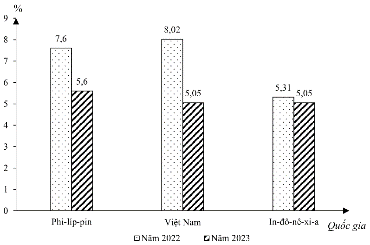 %
9
8
7
6
5
4
3
2
1
0
7,6
5,6
8,02
5,05
5,31
5,05
Phi-líp-pin
Việt Nam
In-đô-nê-xi-a
Quốc gia
Năm 2022
Năm 2023